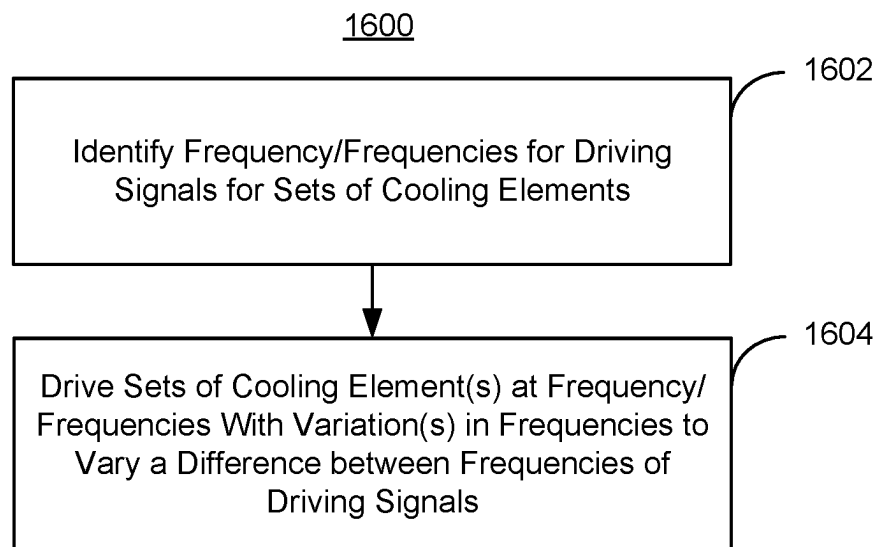 1600
1602
Identify Frequency/Frequencies for Driving
Signals for Sets of Cooling Elements
1604
Drive Sets of Cooling Element(s) at Frequency/
Frequencies With Variation(s) in Frequencies to
Vary a Difference between Frequencies of
Driving Signals